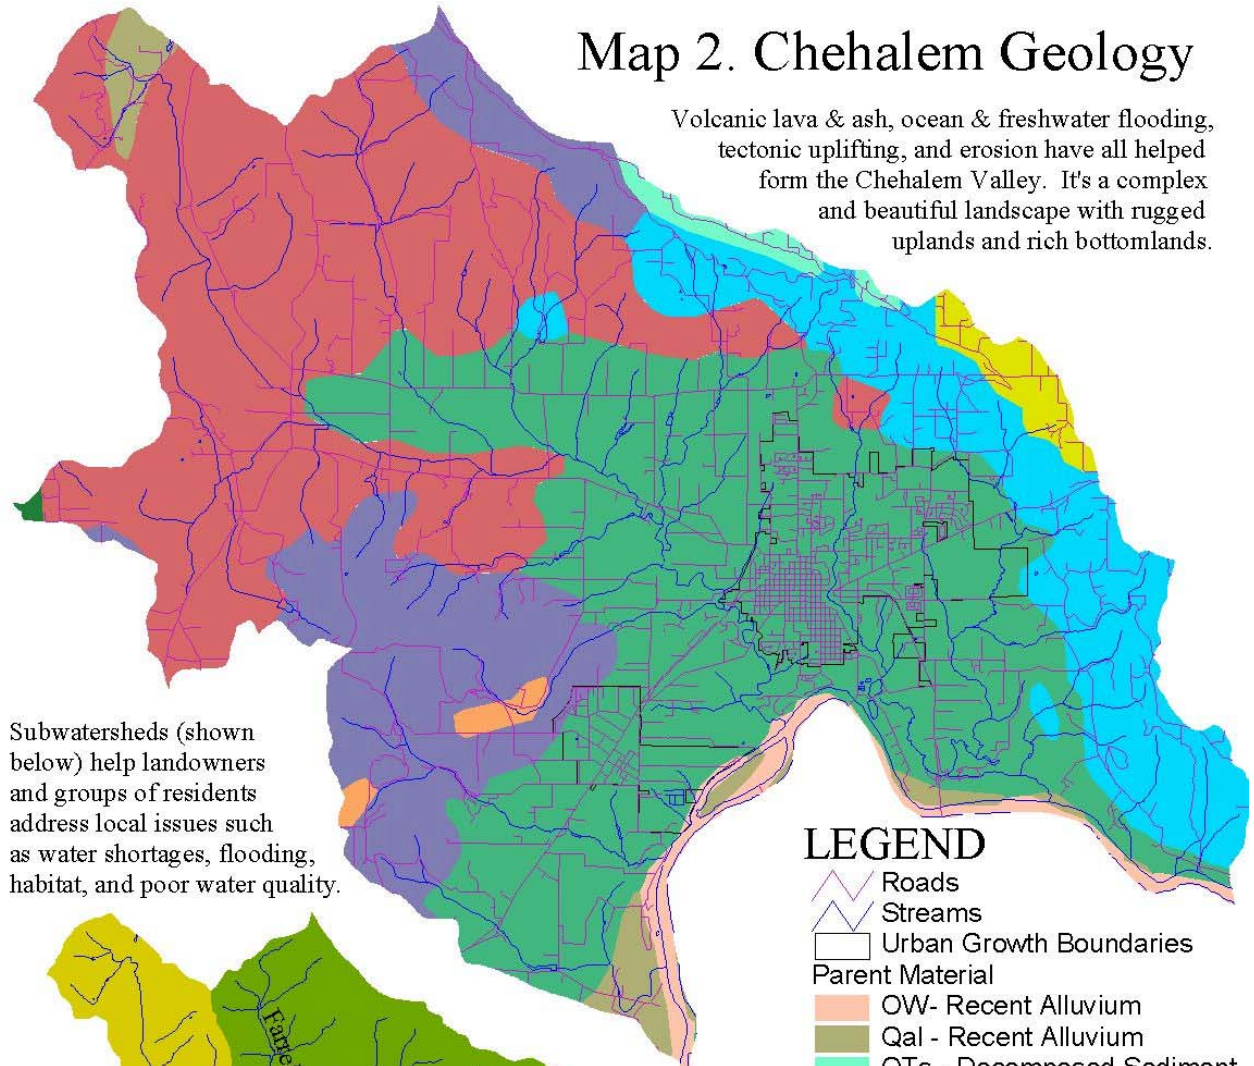 Map 2. Chehalem Geology
Volcanic lava & ash, ocean & freshwater flooding,
tectonic uplifting, and erosion have all helped
form the Chehalem Valley. It's a complex
and beautiful landscape with rugged
uplands and rich bottomlands.
Subwatersheds (shown
below) help landowners
and groups of residents
address local issues such
as water shortages, flooding,
habitat, and poor water quality.
LEGEND
Roads
Streams
Urban Growth Boundaries
Parent Material
OW- Recent Alluvium
Qal - Recent Alluvium
Decomposed Sediment